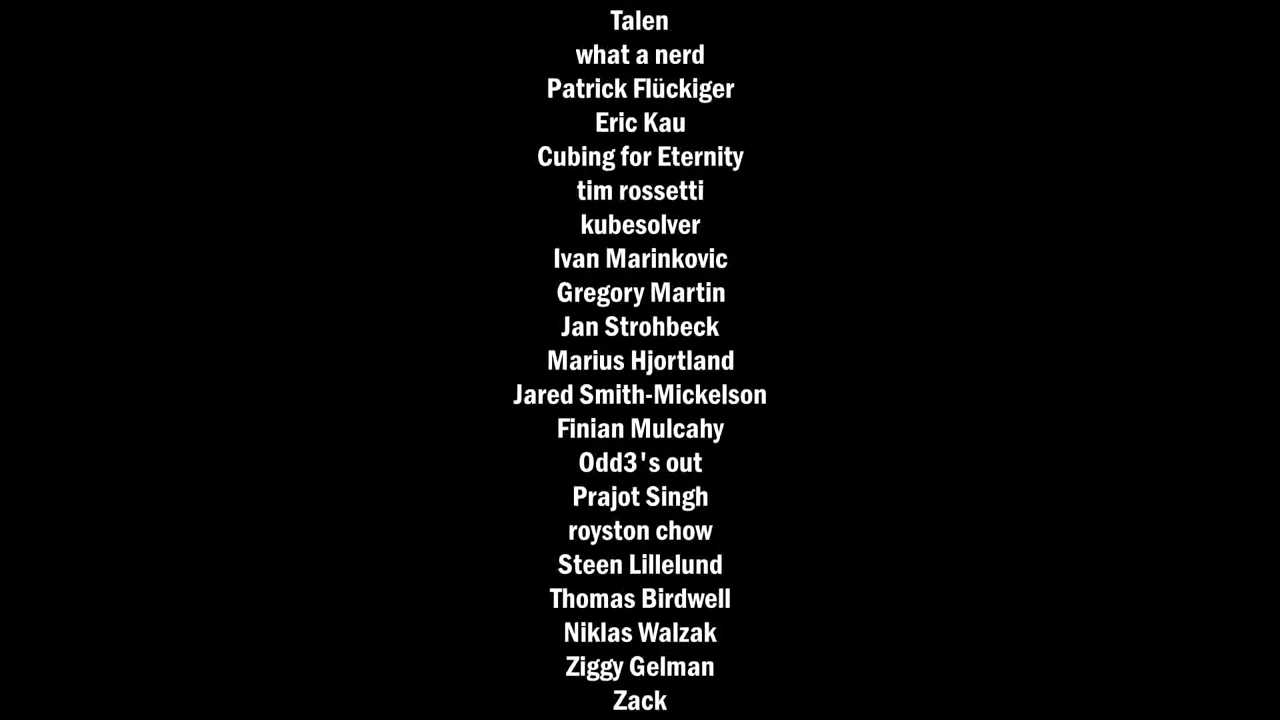 Talen
what a nerd
Patrick Flückiger
Eric Kau
Cubing for Eternity
tim rossetti
kubesolver
Ivan Marinkovic
Gregory Martin
Jan Strohbeck
Marius Hjortland
Jared Smith-Mickelson
Finian Mulcahy
Odd3's out
Prajot Singh
royston chow
Steen Lillelund
Thomas Birdwell
Niklas Walzak
Ziggy Gelman
Zack